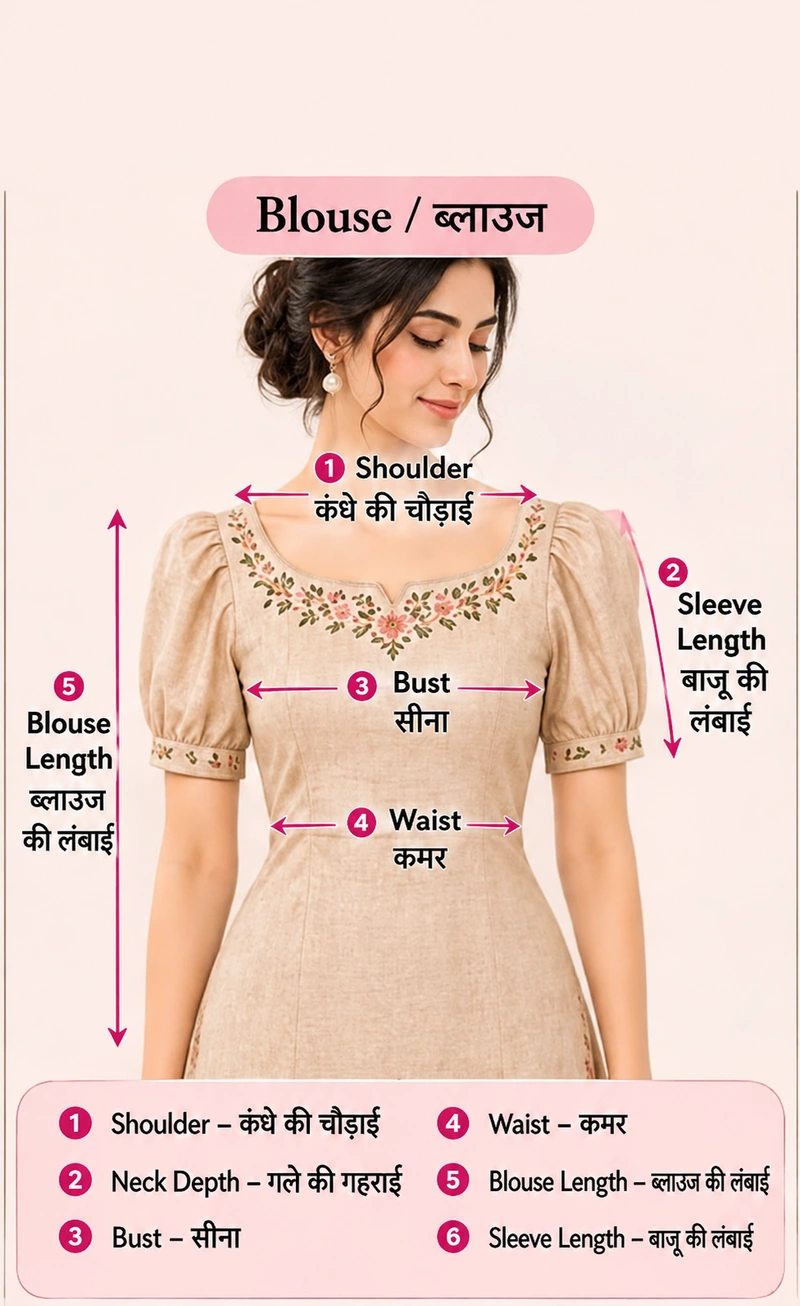 Blouse / ब्लाउज
1 Shoulder
कंधे की चौड़ाई
2
Sleeve
Length
बाजू की
लंबाई
3 Bust
सीना
5
Blouse
Length
ब्लाउज
की लंबाई
4 Waist
कमर
1 Shoulder – कंधे की चौड़ाई
2 Neck Depth – गले की गहराई
3 Bust – सीना
4 Waist – कमर
5 Blouse Length – ब्लाउज की लंबाई
6 Sleeve Length – बाजू की लंबाई